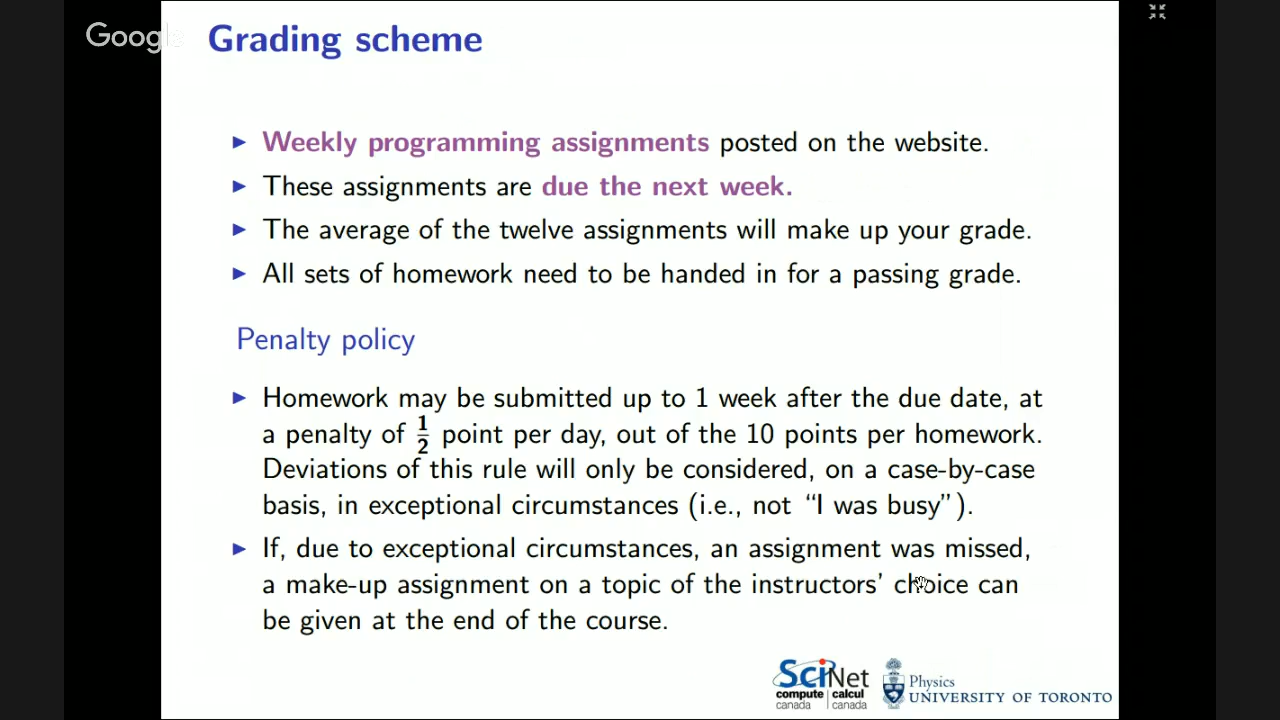 Google
Grading scheme
▶ Weekly programming assignments posted on the website.
▶ These assignments are due the next week.
▶ The average of the twelve assignments will make up your grade.
▶ All sets of homework need to be handed in for a passing grade.
Penalty policy
▶ Homework may be submitted up to 1 week after the due date, at
a penalty of 1/2 point per day, out of the 10 points per homework.
Deviations of this rule will only be considered, on a case-by-case
basis, in exceptional circumstances (i.e., not “I was busy”).
▶ If, due to exceptional circumstances, an assignment was missed,
a make-up assignment on a topic of the instructors’ choice can
be given at the end of the course.
SciNet
compute | calcul
canada | canada
Physics
UNIVERSITY OF TORONTO